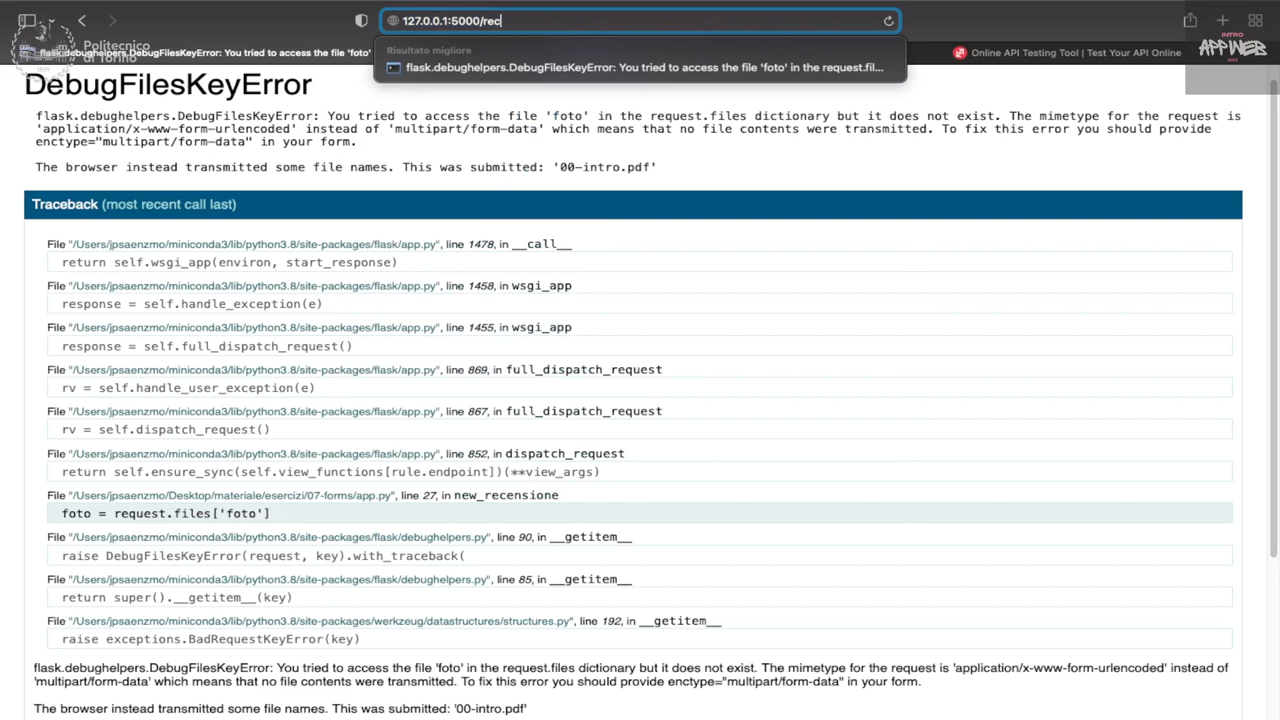 127.0.0.1:5000/rec
Politecnico
di Torino
flask.debughelpers.DebugFilesKeyError: You tried to access the file 'foto'
Risultato migliore
flask.debughelpers.DebugFilesKeyError: You tried to access the file 'foto' in the request.fil...
Online API Testing Tool | Test Your API Online
INTRO
APPWEB
DebugFilesKeyError
flask.debughelpers.DebugFilesKeyError: You tried to access the file 'foto' in the request.files dictionary but it does not exist. The mimetype for the request is
'application/x-www-form-urlencoded' instead of 'multipart/form-data' which means that no file contents were transmitted. To fix this error you should provide
enctype="multipart/form-data" in your form.
The browser instead transmitted some file names. This was submitted: '00-intro.pdf'
Traceback (most recent call last)
File "/Users/jpsaenzmo/miniconda3/lib/python3.8/site-packages/flask/app.py", line 1478, in __call__
return self.wsgi_app(environ, start_response)
File "/Users/jpsaenzmo/miniconda3/lib/python3.8/site-packages/flask/app.py", line 1458, in wsgi_app
response = self.handle_exception(e)
File "/Users/jpsaenzmo/miniconda3/lib/python3.8/site-packages/flask/app.py", line 1455, in wsgi_app
response = self.full_dispatch_request()
File "/Users/jpsaenzmo/miniconda3/lib/python3.8/site-packages/flask/app.py", line 869, in full_dispatch_request
rv = self.handle_user_exception(e)
File "/Users/jpsaenzmo/miniconda3/lib/python3.8/site-packages/flask/app.py", line 867, in full_dispatch_request
rv = self.dispatch_request()
File "/Users/jpsaenzmo/miniconda3/lib/python3.8/site-packages/flask/app.py", line 852, in dispatch_request
return self.ensure_sync(self.view_functions[rule.endpoint])(**view_args)
File "/Users/jpsaenzmo/Desktop/materiale/esercizi/07-forms/app.py", line 27, in new_recensione
foto = request.files['foto']
File "/Users/jpsaenzmo/miniconda3/lib/python3.8/site-packages/flask/debughelpers.py", line 90, in __getitem__
raise DebugFilesKeyError(request, key).with_traceback(
File "/Users/jpsaenzmo/miniconda3/lib/python3.8/site-packages/flask/debughelpers.py", line 85, in __getitem__
return super().__getitem__(key)
File "/Users/jpsaenzmo/miniconda3/lib/python3.8/site-packages/werkzeug/datastructures/structures.py", line 192, in __getitem__
raise exceptions.BadRequestKeyError(key)
flask.debughelpers.DebugFilesKeyError: You tried to access the file 'foto' in the request.files dictionary but it does not exist. The mimetype for the request is 'application/x-www-form-urlencoded' instead of
'multipart/form-data' which means that no file contents were transmitted. To fix this error you should provide enctype="multipart/form-data" in your form.
The browser instead transmitted some file names. This was submitted: '00-intro.pdf'